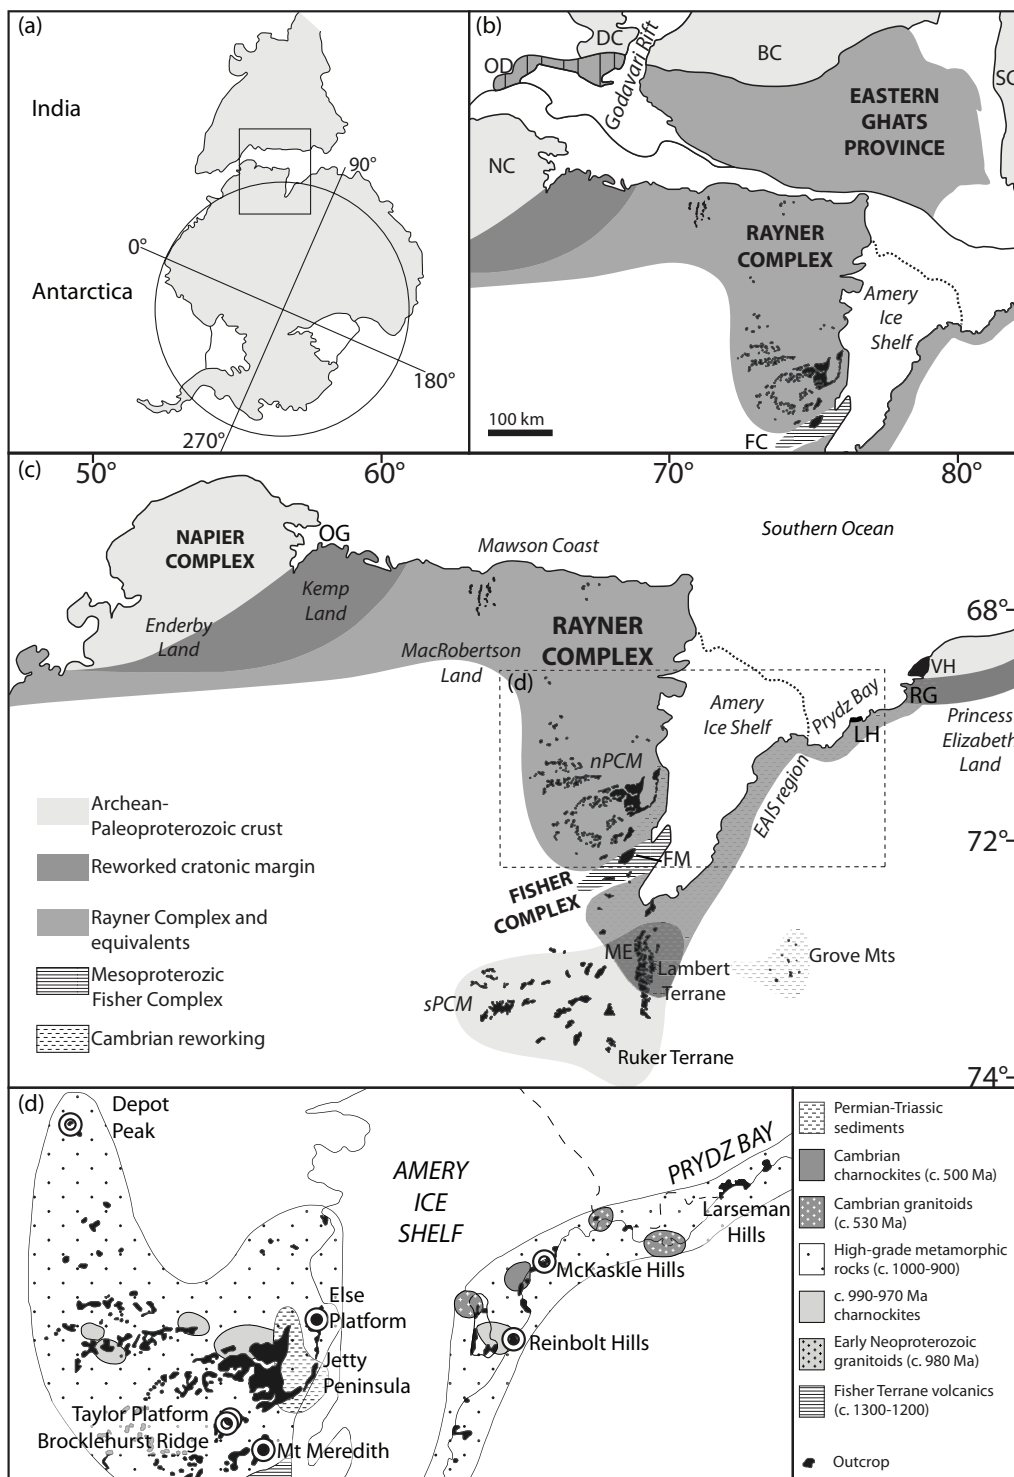 (a)
India
90°
0°
Antarctica
180°
270°
(b)
DC
OD
Godavari Rift
BC
SC
EASTERN
GHATS
PROVINCE
NC
RAYNER
COMPLEX
Amery
Ice
Shelf
100 km
FC
(c)
50°
60°
70°
80°
NAPIER
COMPLEX
OG
Mawson Coast
Southern Ocean
Kemp
Land
Enderby
Land
RAYNER
COMPLEX
68°
MacRobertson
Land
(d)
VH
RG
Amery
Ice Shelf
Prydz Bay
LH
Princess
Elizabeth
Land
nPCM
EAIS region
72°
FM
FISHER
COMPLEX
ME
Lambert
Terrane
Grove Mts
sPCM
Ruker Terrane
74°
Archean-
Paleoproterozoic crust
Reworked cratonic margin
Rayner Complex and
equivalents
Mesoproterozic
Fisher Complex
Cambrian reworking
(d)
Depot
Peak
AMERY
ICE
SHELF
PRYDZ BAY
Larseman
Hills
McKaskle Hills
Else
Platform
Reinbolt Hills
Jetty
Peninsula
Taylor Platform
Brocklehurst Ridge
Mt Meredith
Permian-Triassic
sediments
Cambrian
charnockites (c. 500 Ma)
Cambrian granitoids
(c. 530 Ma)
High-grade metamorphic
rocks (c. 1000-900)
c. 990-970 Ma
charnockites
Early Neoproterozoic
granitoids (c. 980 Ma)
Fisher Terrane volcanics
(c. 1300-1200)
Outcrop